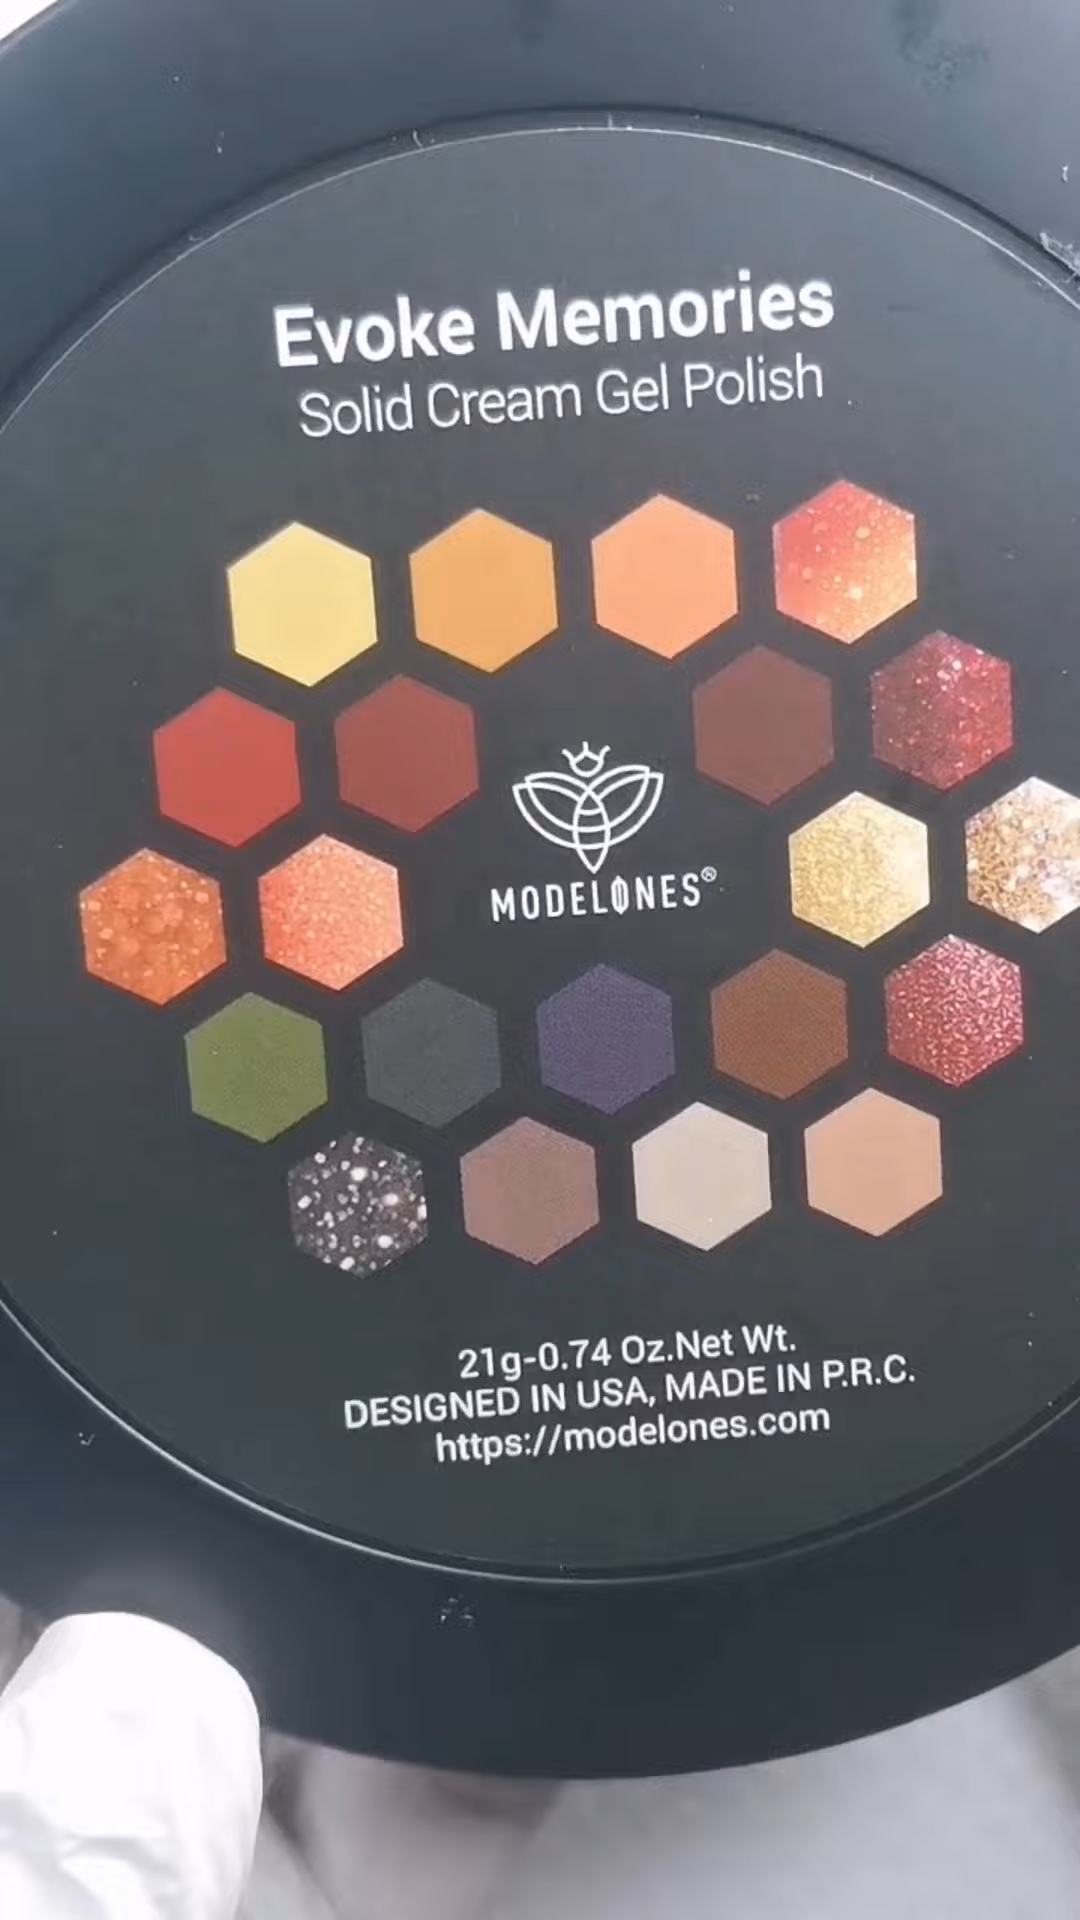 Evoke Memories
Solid Cream Gel Polish
MODELONES®
21g-0.74 Oz.Net Wt.
DESIGNED IN USA, MADE IN P.R.C.
https://modelones.com